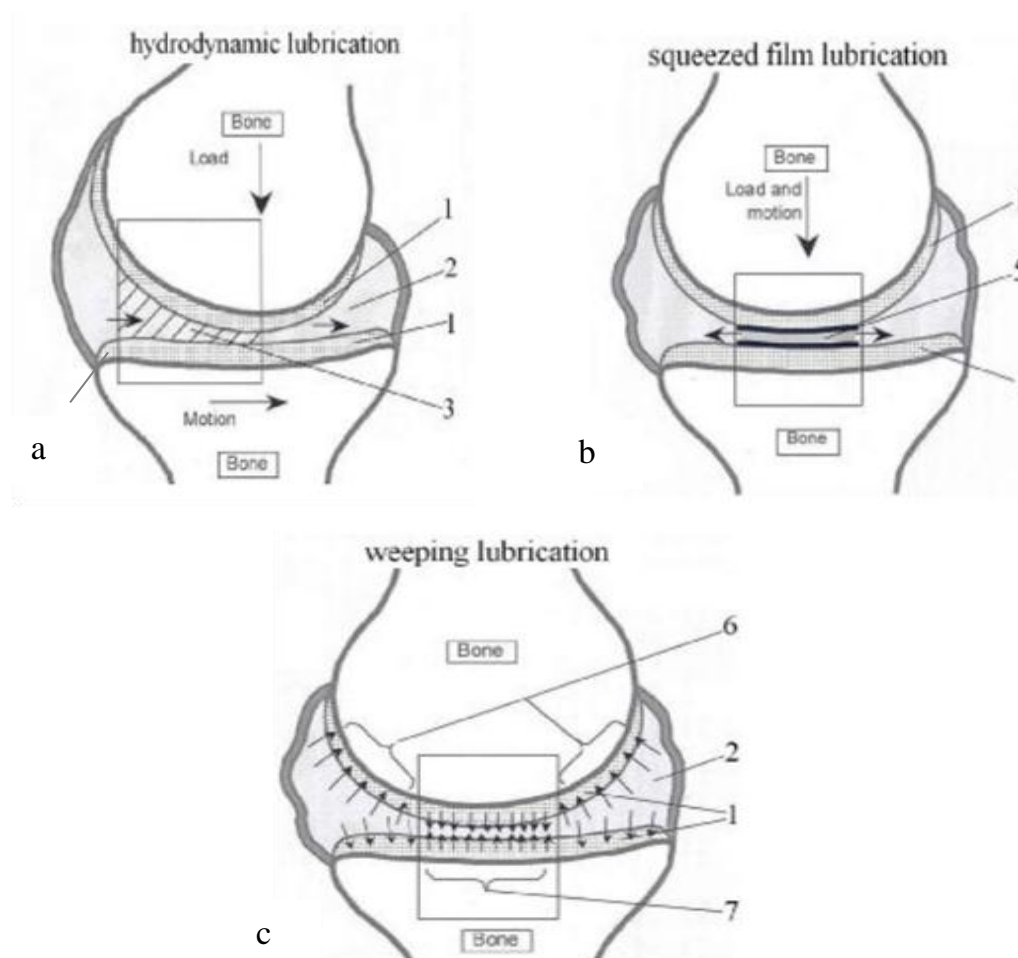 hydrodynamic lubrication
Bone
Load
1
2
1
3
Motion
Bone
a
squeezed film lubrication
Bone
Load and
motion
5
Bone
b
weeping lubrication
Bone
6
2
1
7
Bone
c